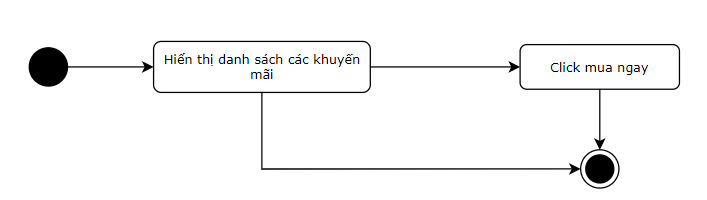 Hiển thị danh sách các khuyến
mãi
Click mua ngay